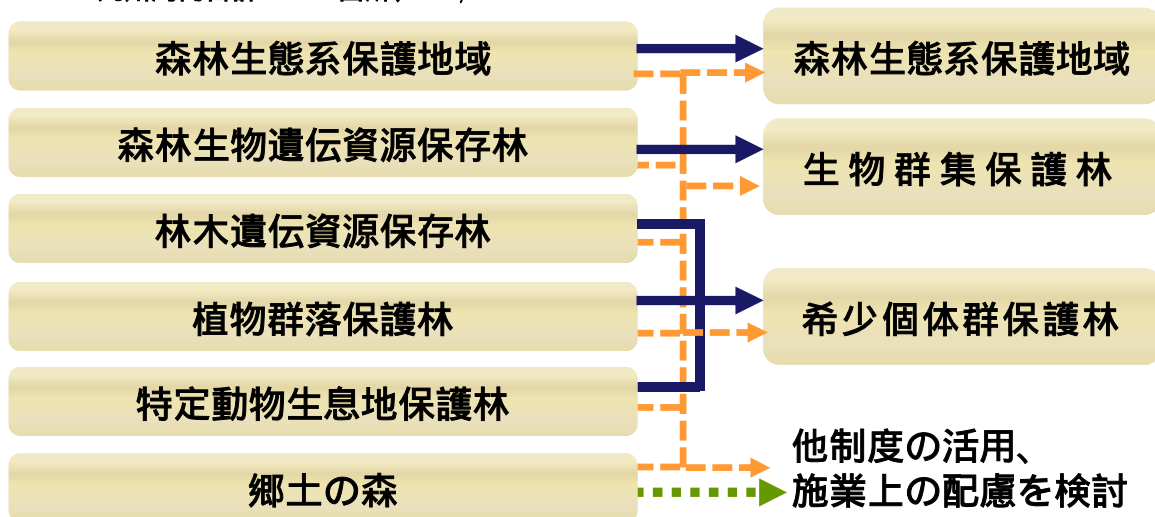 森林生態系保護地域
森林生物遺伝資源保存林
林木遺伝資源保存林
植物群落保護林
特定動物生息地保護林
郷土の森
森林生態系保護地域
生物群集保護林
希少個体群保護林
他制度の活用、
施業上の配慮を検討